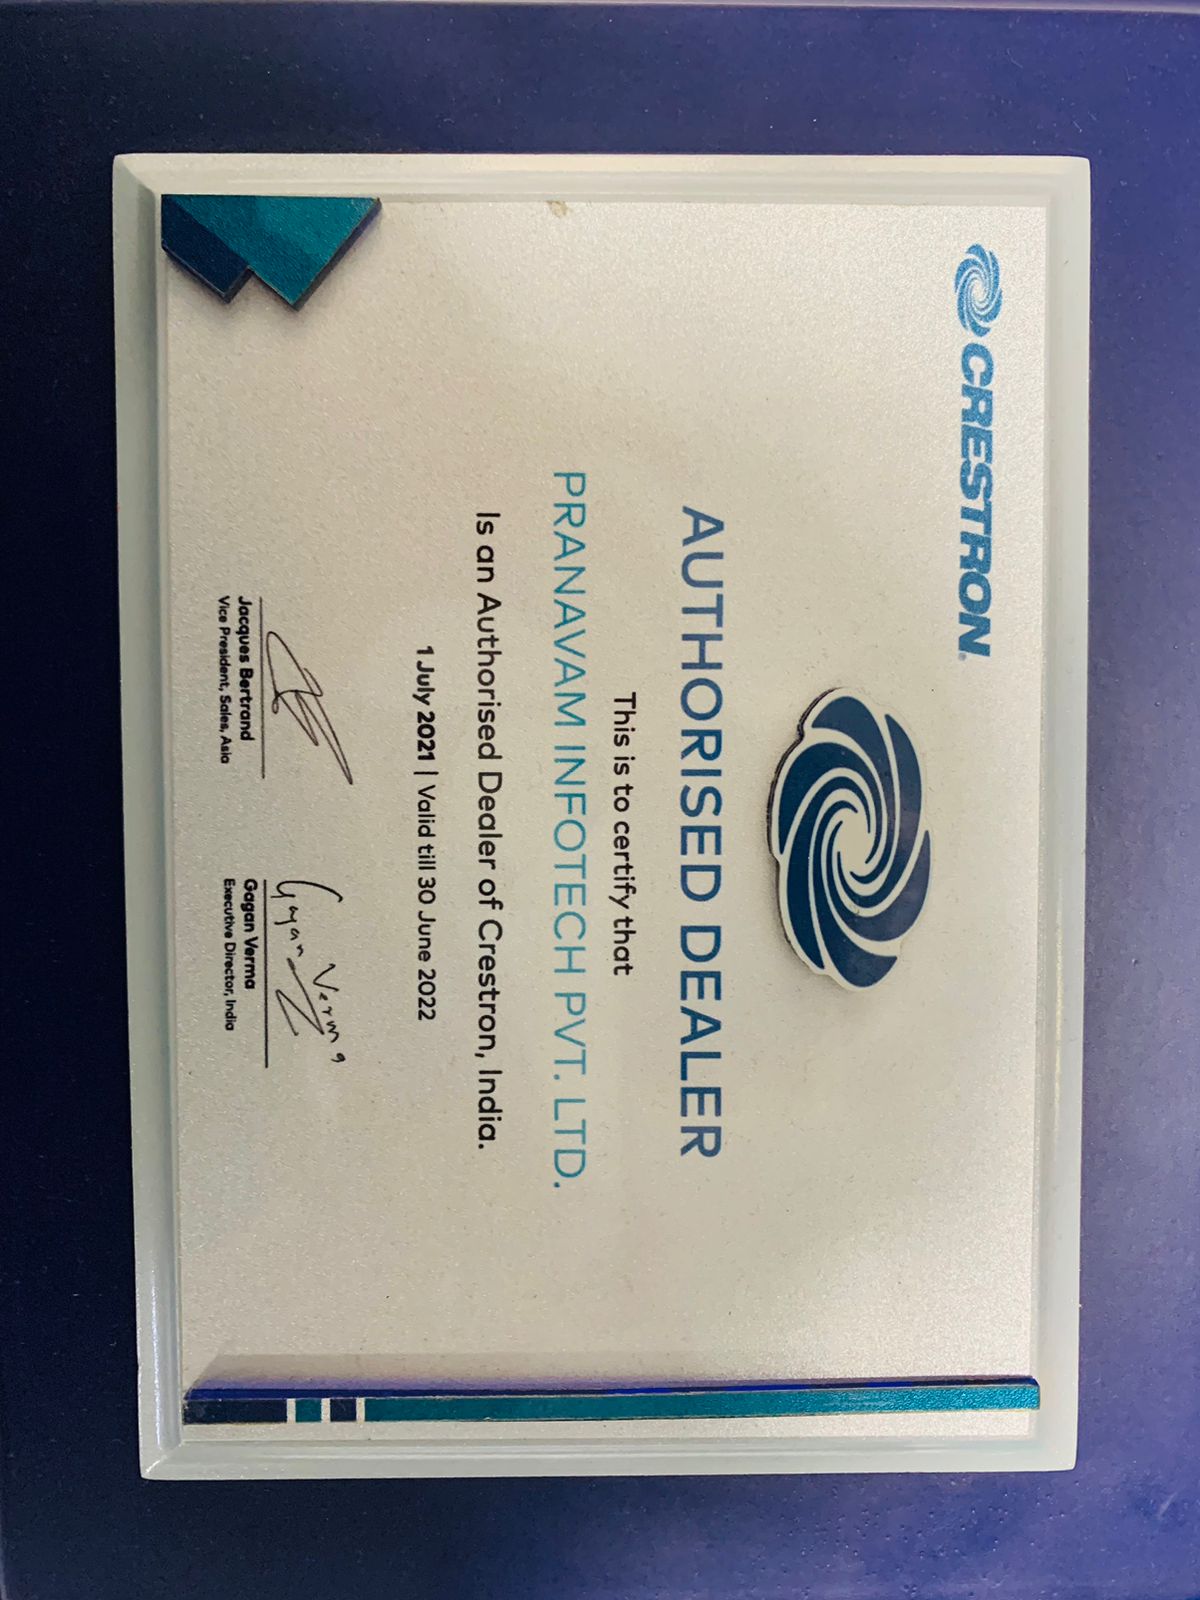 CRESTRON®
AUTHORISED DEALER
This is to certify that
PRANAVAM INFOTECH PVT. LTD.
Is an Authorised Dealer of Crestron, India.
1 July 2021 | Valid till 30 June 2022
Gagan Verma
Jacques Bertrand
Vice President, Sales, Asia
Gagan Verma
Executive Director, India